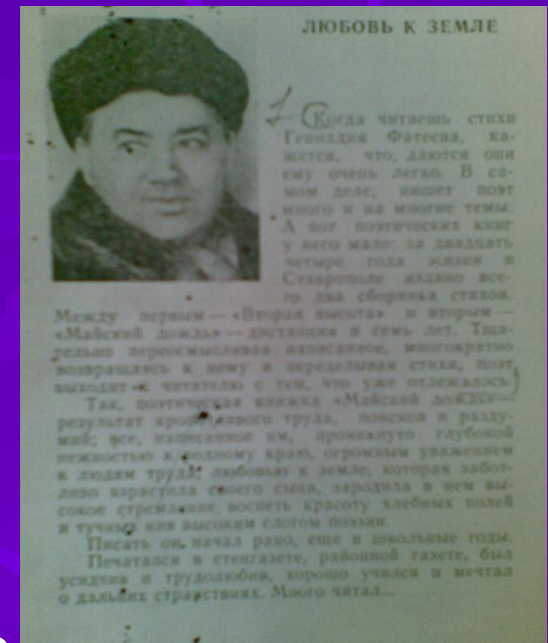 ЛЮБОВЬ К ЗЕМЛЕ
Когда читаешь стихи
Геннадия Фатеева, ка-
жется, что, даются они
ему очень легко. В са-
мом деле, пишет поэт
много и на многие темы.
А вот поэтических книг
у него мало: за двадцать
четыре года жизни в
Ставрополе издано все-
го два сборника стихов.
Между первым — «Вторая высота» и вторым —
«Майский дождь» — дистанция в семь лет. Тща-
тельно переосмысливая написанное, многократно
возвращаясь к нему и переделывая стихи, поэт
выходит к читателю с тем, что уже отлежалось.
Так, поэтическая книжка «Майский дождь» —
результат кропотливого труда, поисков и разду-
мий; все, написанное им, проникнуто глубокой
нежностью к родному краю, огромным уважением
к людям труда, любовью к земле, которая забот-
ливо взрастила своего сына, зародила в нем вы-
сокое стремление воспеть красоту хлебных полей
и тучных нив высоким слогом поэзии.
Писать он начал рано, еще в школьные годы.
Печатался в стенгазете, районной газете, был
усидчив и трудолюбив, хорошо учился и мечтал
о дальних странствиях. Много читал...